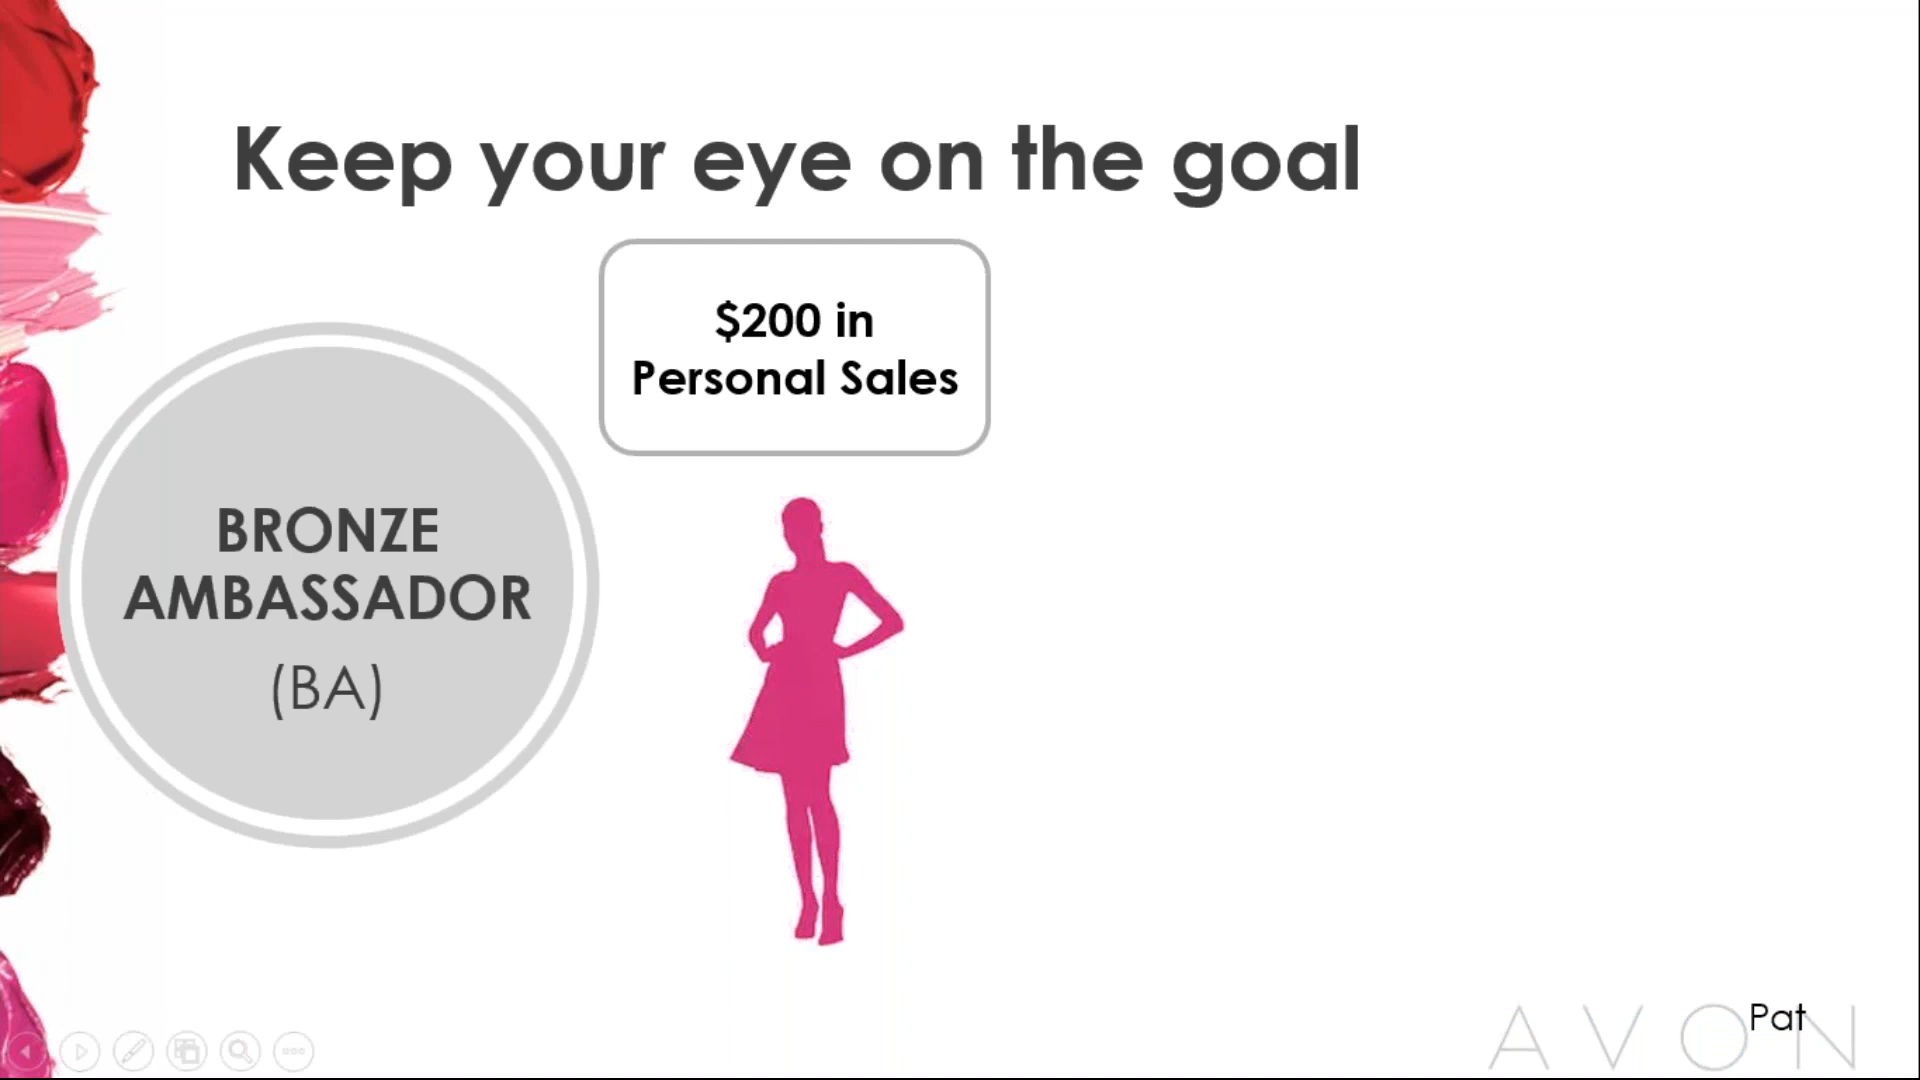 Keep your eye on the goal
$200 in
Personal Sales
BRONZE
AMBASSADOR
(BA)
Pat
AVON